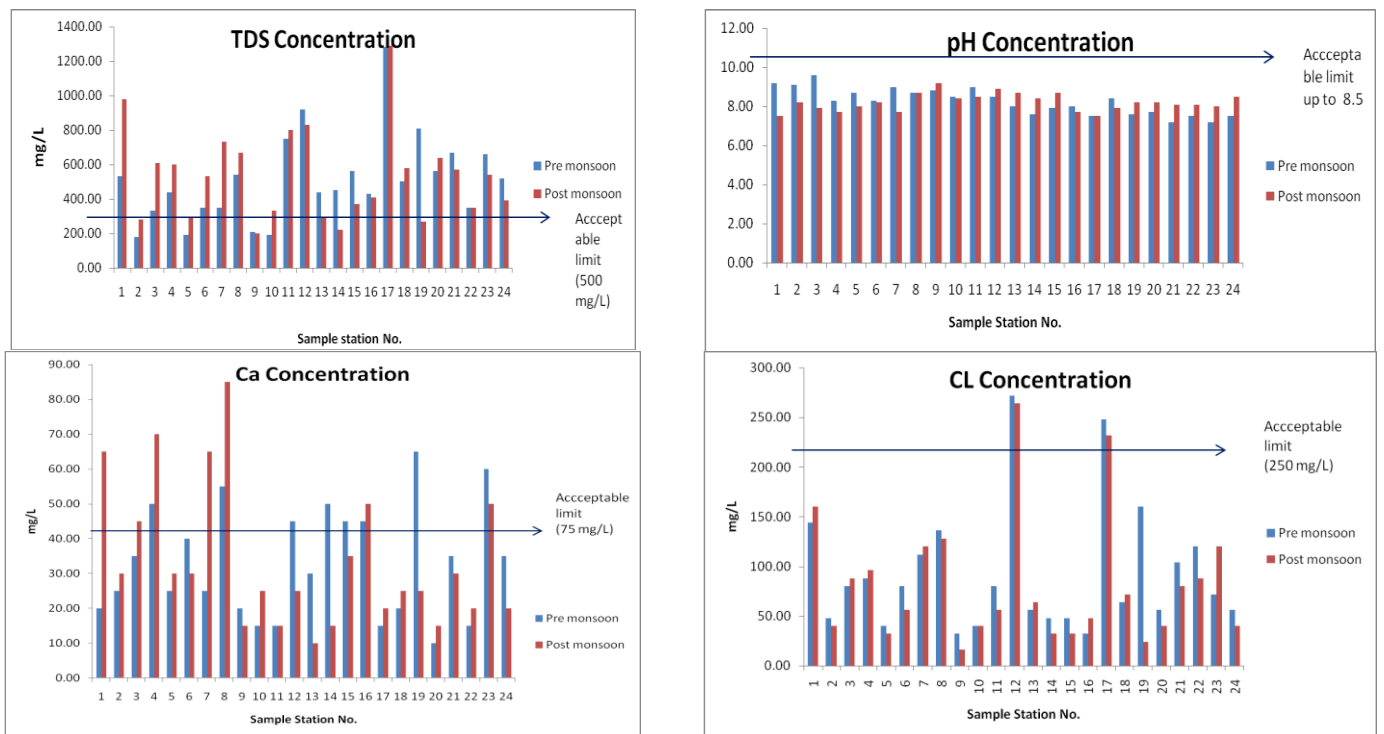 TDS Concentration
1400.00
1200.00
1000.00
800.00
600.00
400.00
200.00
0.00
mg/L
1 2 3 4 5 6 7 8 9 10 11 12 13 14 15 16 17 18 19 20 21 22 23 24
Sample station No.
Pre monsoon
Post monsoon
Acccept
able
limit
(500
mg/L)
pH Concentration
12.00
10.00
8.00
6.00
4.00
2.00
0.00
1 2 3 4 5 6 7 8 9 10 11 12 13 14 15 16 17 18 19 20 21 22 23 24
Sample Station No.
Acccepta
ble limit
up to 8.5
Pre monsoon
Post monsoon
Ca Concentration
90.00
80.00
70.00
60.00
50.00
40.00
30.00
20.00
10.00
0.00
mg/L
1 2 3 4 5 6 7 8 9 10 11 12 13 14 15 16 17 18 19 20 21 22 23 24
Sample Station No.
Accceptable
limit
(75 mg/L)
Pre monsoon
Post monsoon
CL Concentration
300.00
250.00
200.00
150.00
100.00
50.00
0.00
mg/L
1 2 3 4 5 6 7 8 9 10 11 12 13 14 15 16 17 18 19 20 21 22 23 24
Sample Station No.
Accceptable
limit
(250 mg/L)
Pre monsoon
Post monsoon